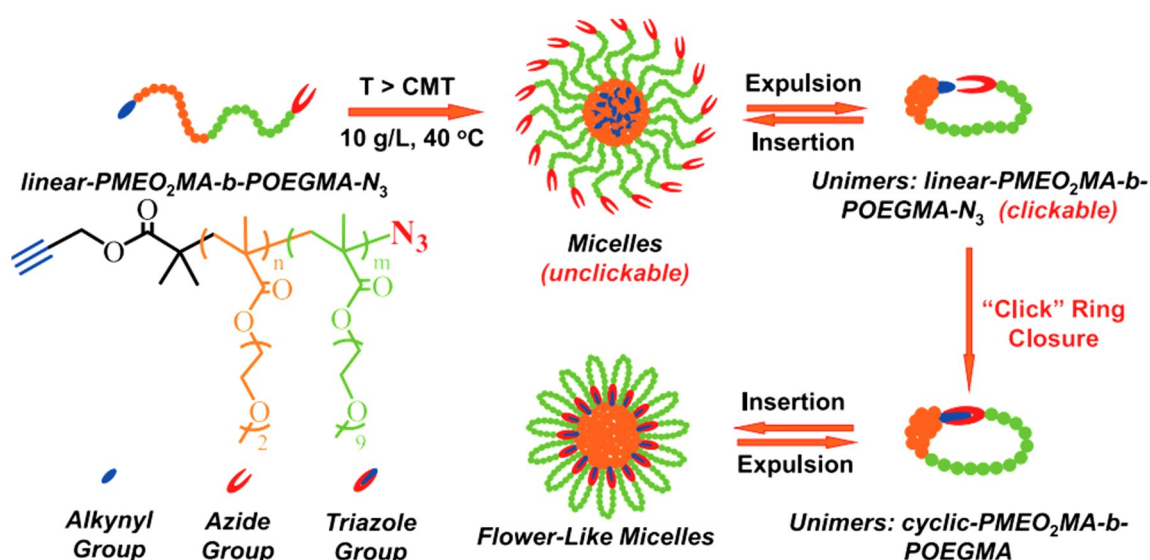 T > CMT
10 g/L, 40 °C
Expulsion
Insertion
linear-PMEO₂MA-b-POEGMA-N₃
Micelles
(unclickable)
Unimers: linear-PMEO₂MA-b-
POEGMA-N₃ (clickable)
O
O
n
m
N₃
O
O
O
O
O
O
2
9
"Click" Ring
Closure
Insertion
Expulsion
Alkynyl
Group
Azide
Group
Triazole
Group
Flower-Like Micelles
Unimers: cyclic-PMEO₂MA-b-
POEGMA